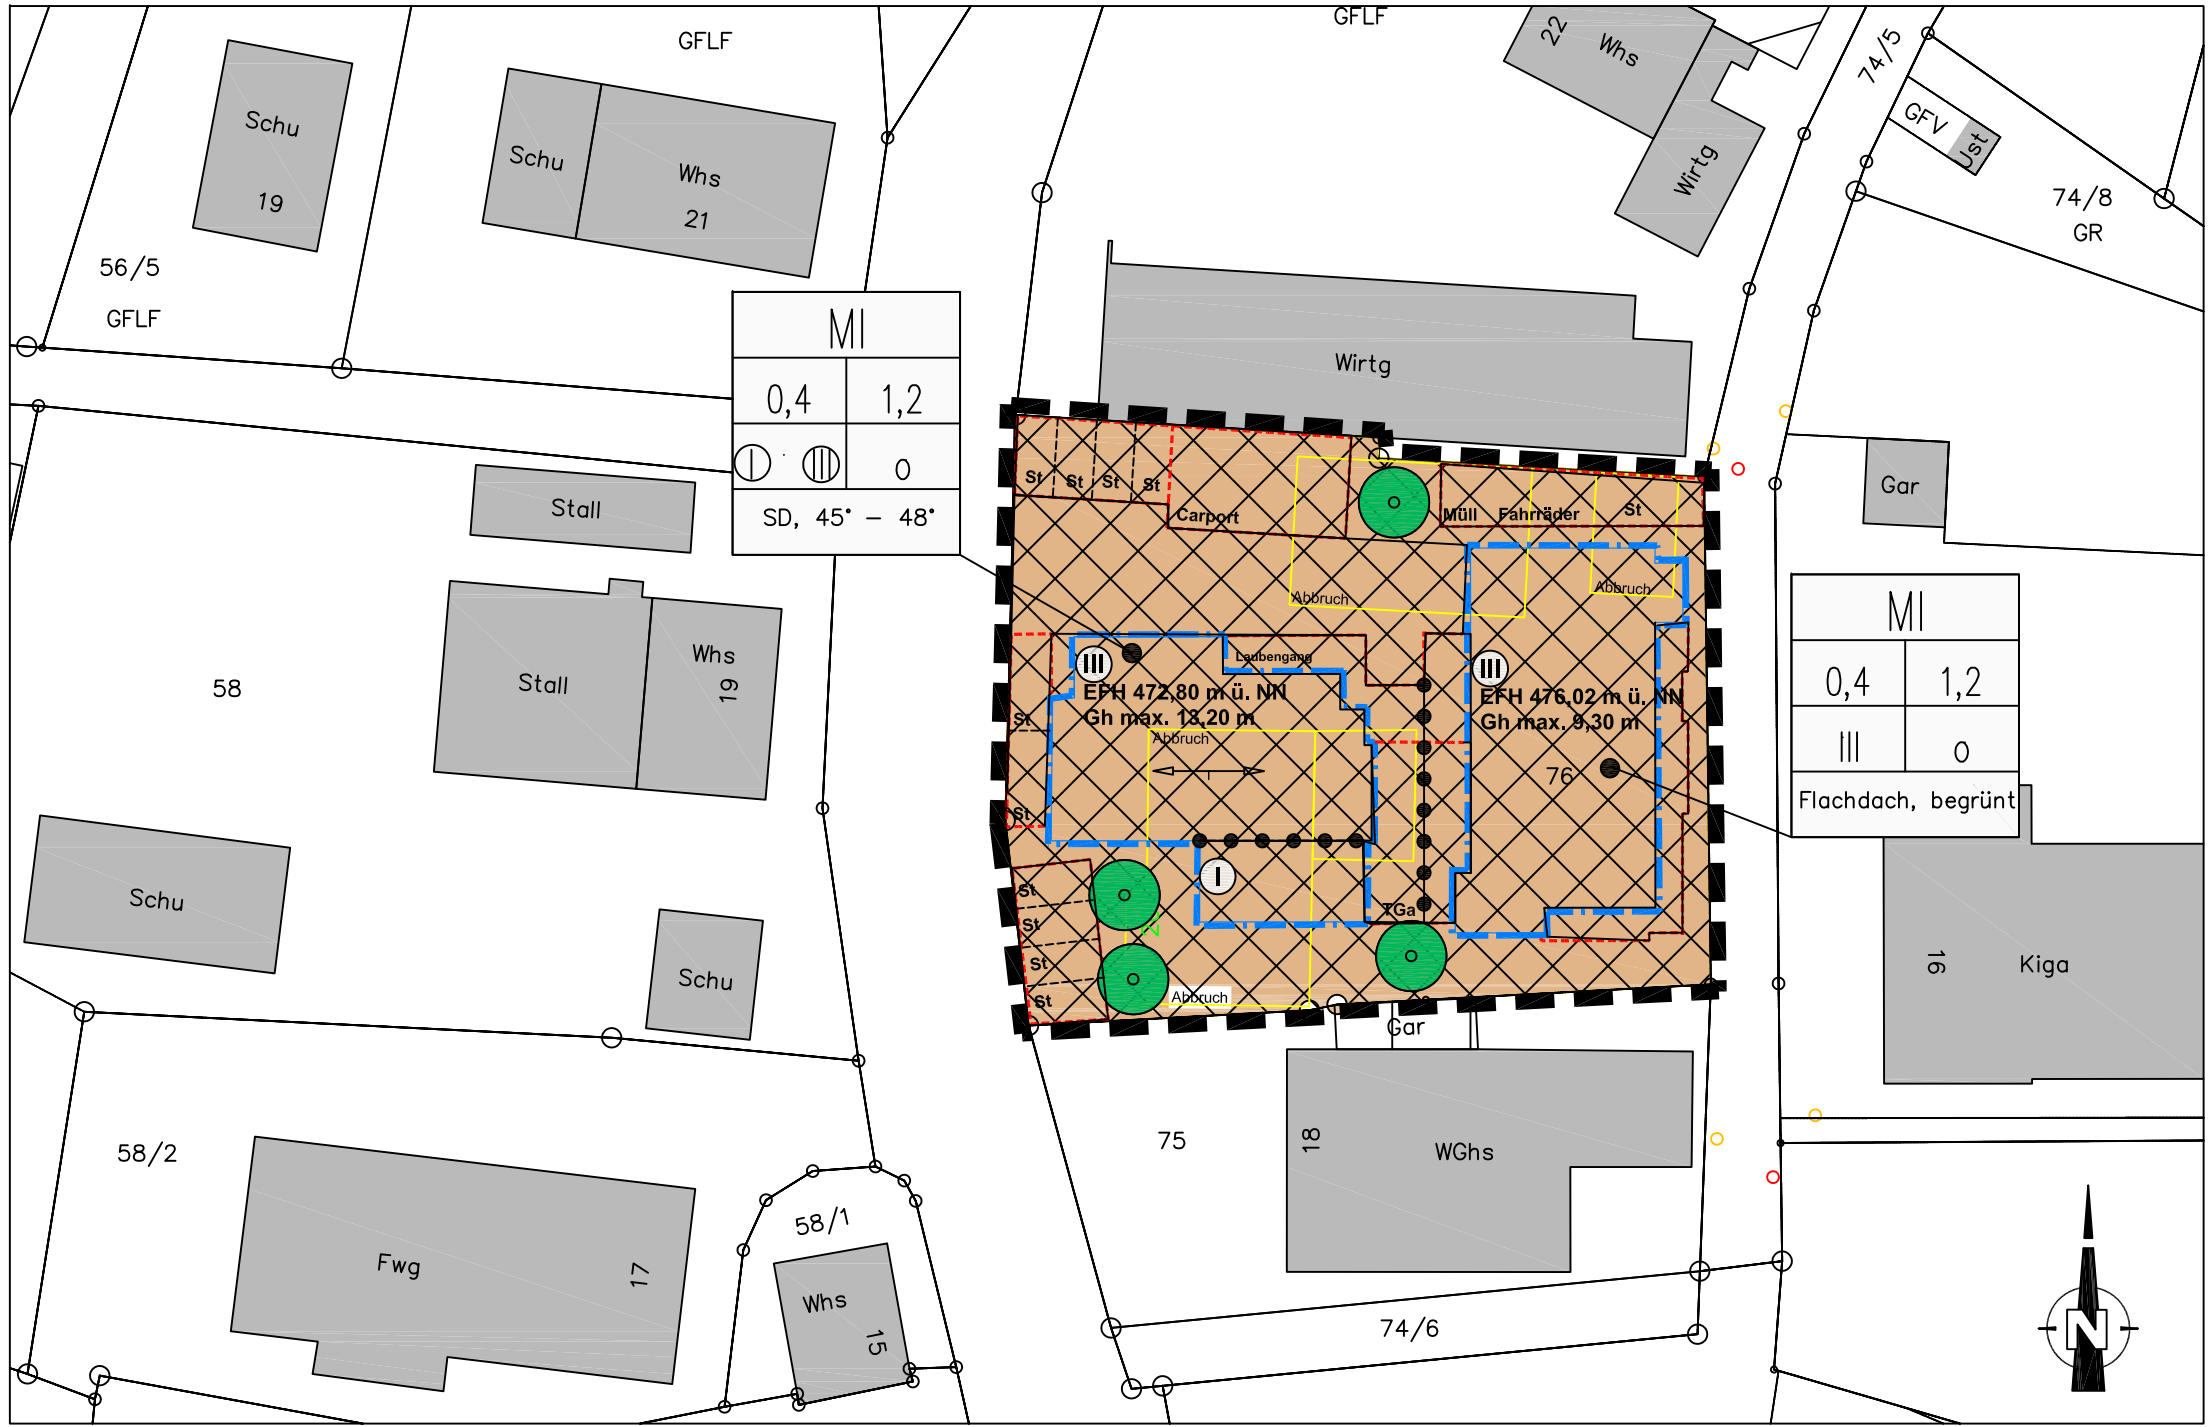 GFLF
GFLF
22
Whs
74/5
Schu
19
Schu
Whs
21
GFV
Ust
Wirtg
74/8
GR
56/5
GFLF
MI
0,4
1,2
I
III
o
SD, 45° – 48°
Wirtg
Stall
Gar
St
St
St
St
Carport
Müll
Fahrräder
St
Abbruch
Abbruch
58
Stall
Whs
19
III
Laubengang
EFH 472,80 m ü. NN
Gh max. 13,20 m
Abbruch
III
EFH 476,02 m ü. NN
Gh max. 9,30 m
76
MI
0,4
1,2
III
o
Flachdach, begrünt
St
St
I
TGa
Schu
Schu
St
St
St
St
Abbruch
Gar
16
Kiga
75
18
WGhs
58/2
Fwg
17
58/1
Whs
15
74/6
N